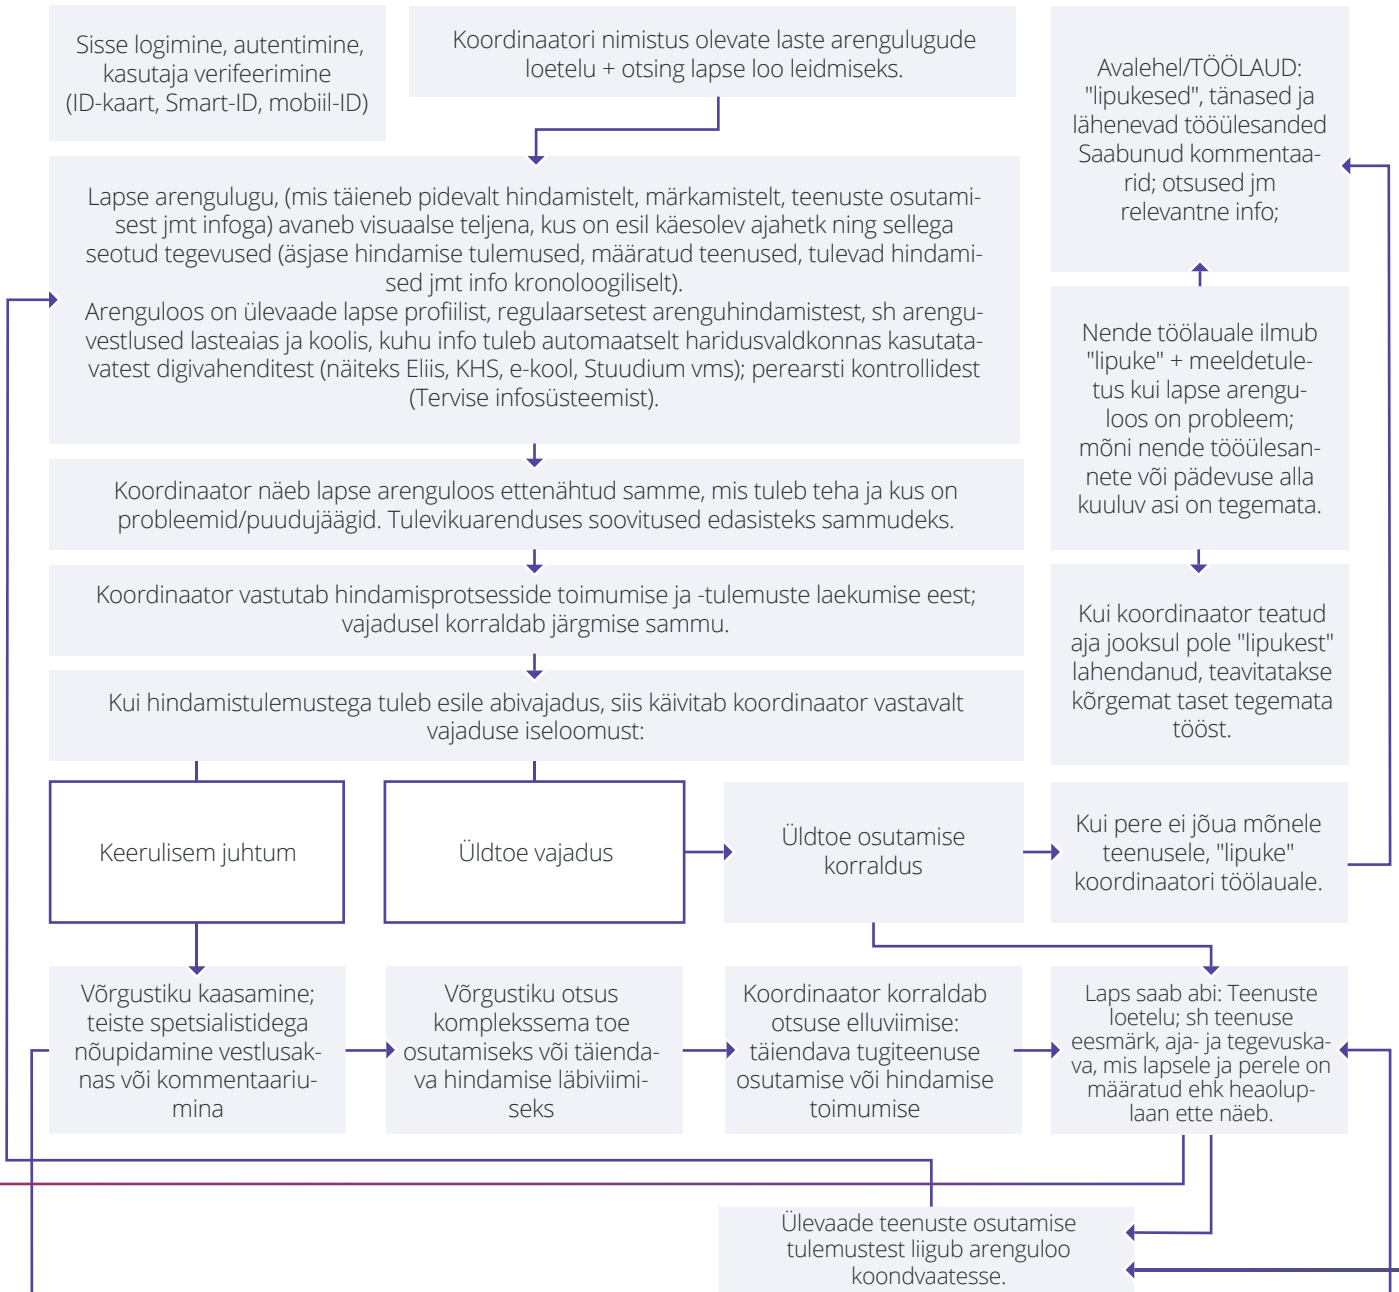 Sisse logimine, autentimine,
kasutaja verifeerimine
(ID-kaart, Smart-ID, mobiil-ID)
Koordinaatori nimistus olevate laste arengulugude
loetelu + otsing lapse loo leidmiseks.
Avalehel/TÖÖLAUD:
"lipukesed", tänased ja
lähenevad tööülesanded
Saabunud kommentaa-
rid; otsused jm
relevantne info;
Lapse arengulugu, (mis täieneb pidevalt hindamistelt, märkamistelt, teenuste osutami-
sest jmt infoga) avaneb visuaalse teljena, kus on esil käesolev ajahetk ning sellega
seotud tegevused (äsjase hindamise tulemused, määratud teenused, tulevad hindami-
sed jmt info kronoloogiliselt).
Arenguloos on ülevaade lapse profiilist, regulaarsetest arenguhindamistest, sh arengu-
vestlused lasteaias ja koolis, kuhu info tuleb automaatselt haridusvaldkonnas kasutata-
vatest digivahenditest (näiteks Eliis, KHS, e-kool, Stuudium vms); perearsti kontrollidest
(Tervise infosüsteemist).
Nende töölauale ilmub
"lipuke" + meeldetule-
tus kui lapse arengu-
loos on probleem;
mõni nende tööülesan-
nete või pädevuse alla
kuuluv asi on tegemata.
Koordinaator näeb lapse arenguloos ettenähtud samme, mis tuleb teha ja kus on
probleemid/puudujäägid. Tulevikuarenduses soovitused edasisteks sammudeks.
Koordinaator vastutab hindamisprotsesside toimumise ja -tulemuste laekumise eest;
vajadusel korraldab järgmise sammu.
Kui koordinaator teatud
aja jooksul pole "lipukest"
lahendanud, teavitatakse
kõrgemat taset tegemata
tööst.
Kui hindamistulemustega tuleb esile abivajadus, siis käivitab koordinaator vastavalt
vajaduse iseloomust:
Keerulisem juhtum
Üldtoe vajadus
Üldtoe osutamise
korraldus
Kui pere ei jõua mõnele
teenusele, "lipuke"
koordinaatori töölauale.
Võrgustiku kaasamine;
teiste spetsialistidega
nõupidamine vestlusak-
nas või kommentaariu-
mina
Võrgustiku otsus
komplekssema toe
osutamiseks või täienda-
va hindamise läbiviimi-
seks
Koordinaator korraldab
otsuse elluviimise:
täiendava tugiteenuse
osutamise või hindamise
toimumise
Laps saab abi: Teenuste
loetelu; sh teenuse
eesmärk, aja- ja tegevuska-
va, mis lapsele ja perele on
määratud ehk heaolup-
laan ette näeb.
Ülevaade teenuste osutamise
tulemustest liigub arenguloo
koondvaatesse.